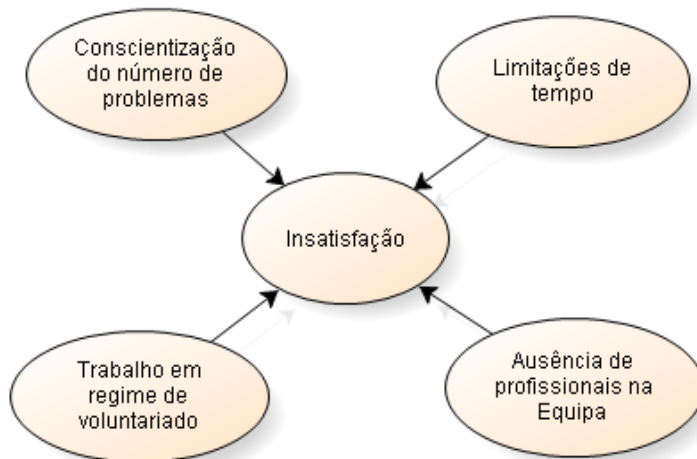 Conscientização
do número de
problemas
Limitações de
tempo
Insatisfação
Trabalho em
regime de
voluntariado
Ausência de
profissionais na
Equipa